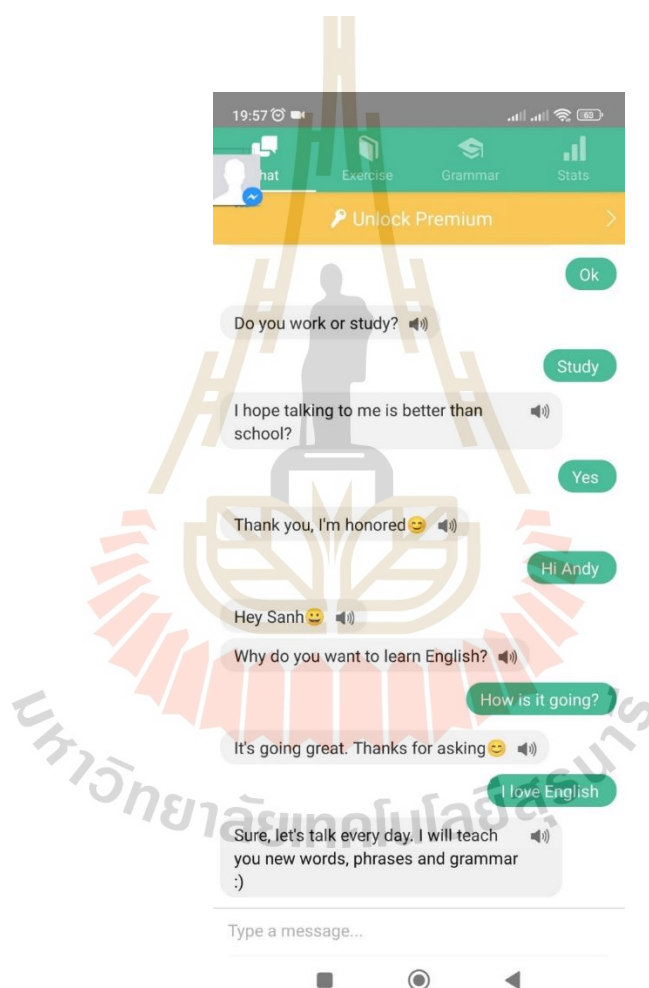 19:57
60
Chat
Exercise
Grammar
Stats
Unlock Premium
Ok
Do you work or study?
Study
I hope talking to me is better than
school?
Yes
Thank you, I'm honored😊
Hi Andy
Hey Sanh😀
Why do you want to learn English?
How is it going?
It's going great. Thanks for asking😊
I love English
Sure, let's talk every day. I will teach
you new words, phrases and grammar
:)
Type a message...